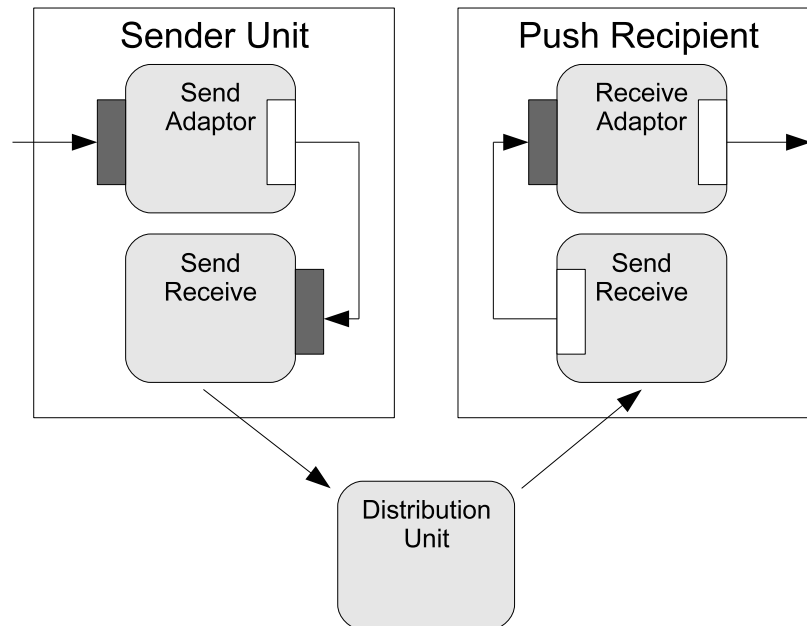 Sender Unit
Send
Adaptor
Send
Receive
Push Recipient
Receive
Adaptor
Send
Receive
Distribution
Unit